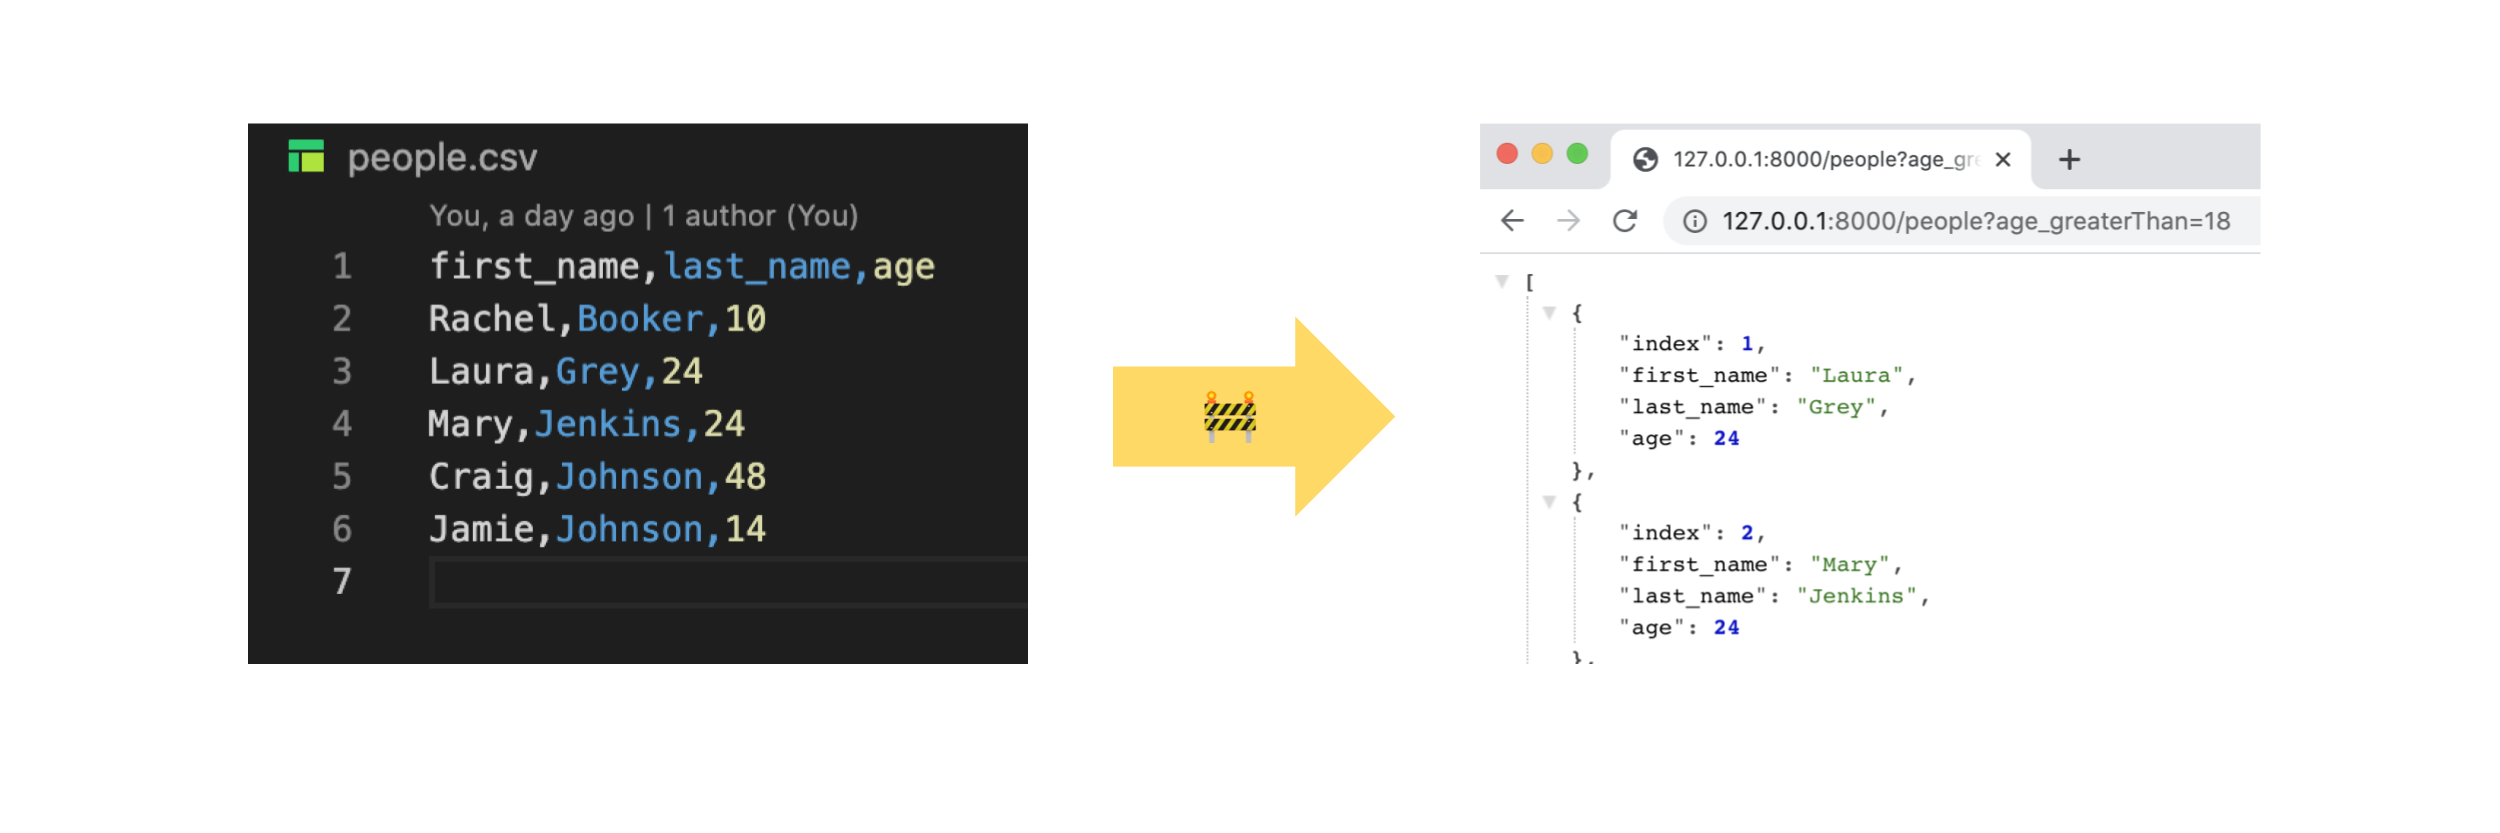 people.csv
You, a day ago | 1 author (You)
1 first_name,last_name,age
2 Rachel,Booker,10
3 Laura,Grey,24
4 Mary,Jenkins,24
5 Craig,Johnson,48
6 Jamie,Johnson,14
7
127.0.0.1:8000/people?age_gre
127.0.0.1:8000/people?age_greaterThan=18
[
{
"index": 1,
"first_name": "Laura",
"last_name": "Grey",
"age": 24
},
{
"index": 2,
"first_name": "Mary",
"last_name": "Jenkins",
"age": 24
},